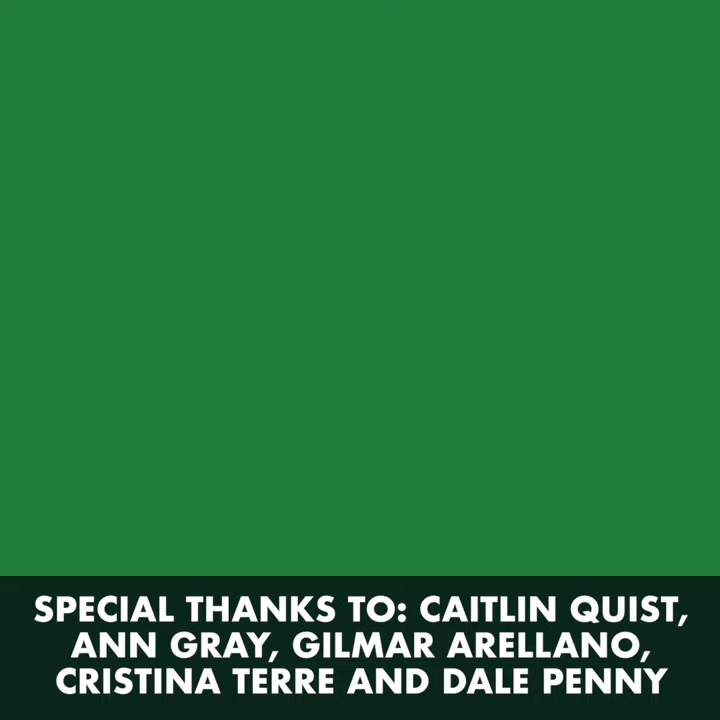 SPECIAL THANKS TO: CAITLIN QUIST,
ANN GRAY, GILMAR ARELLANO,
CRISTINA TERRE AND DALE PENNY